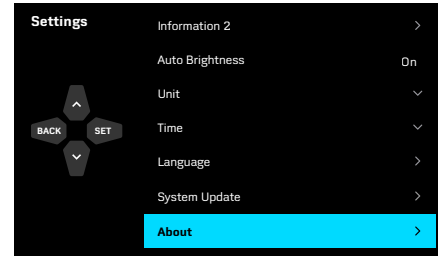 Settings
Information 2
Auto Brightness On
Unit
BACK SET
Time
Language
System Update
About